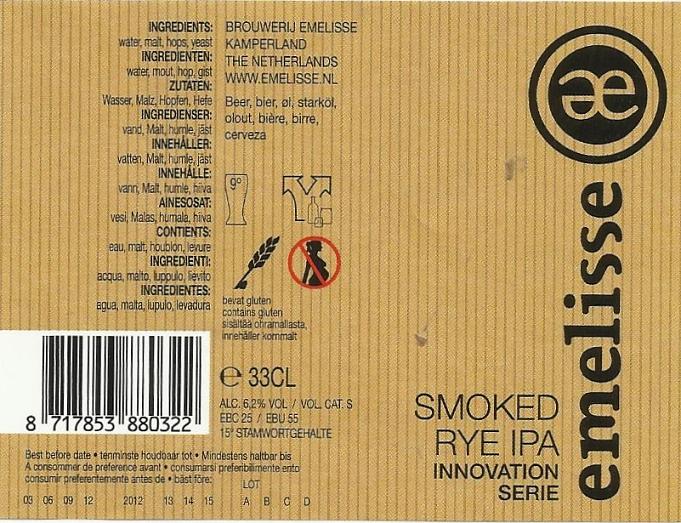 INGREDIENTS:
water, malt, hops, yeast
INGREDIENTEN:
water, mout, hop, gist
ZUTATEN:
Wasser, Malz, Hopfen, Hefe
INGREDIENSER:
vand, Malt, humle, jäst
INNEHÅLLER:
vatten, Malt, humle, jäst
INNEHÅLLE:
vann, Malt, humle, hiiva
AINESOSAT:
vesi, Malas, humala, hiiva
CONTIENTS:
eau, malt, houblon, levure
INGREDIENTI:
acqua, malto, luppulo, lievito
INGREDIENTES:
agua, malta, lupulo, levadura
BROUWERIJ EMELISSE
KAMPERLAND
THE NETHERLANDS
WWW.EMELISSE.NL
Beer, bier, øl, starköl,
olout, bière, birre,
cerveza
9°
bevat gluten
contains gluten
sisältää ohramallasta,
innehåller kornmalt
e 33CL
ALC. 6,2% VOL / VOL. CAT. S
EBC 25 / EBU 55
15° STAMWORTGEHALTE
8 717853 880322
Best before date • tenminste houdbaar tot • Mindestens haltbar bis
A consommer de preference avant • consumarsi preferibilimente ento
consumir preferentemente antes de • bäst före:
LOT
03 06 09 12 2012 13 14 15 A B C D
æ
emelisse
SMOKED
RYE IPA
INNOVATION
SERIE